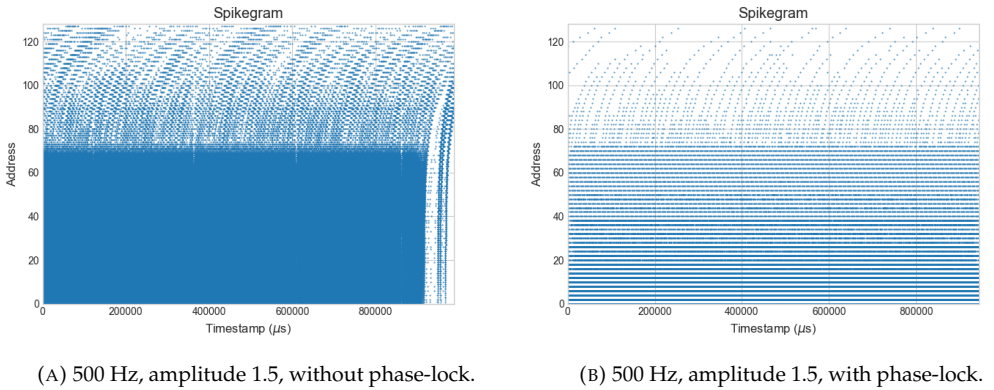 Spikegram
120
100
80
60
40
20
0
Address
0 200000 400000 600000 800000
Timestamp (µs)
(A) 500 Hz, amplitude 1.5, without phase-lock.
Spikegram
120
100
80
60
40
20
0
Address
0 200000 400000 600000 800000
Timestamp (µs)
(B) 500 Hz, amplitude 1.5, with phase-lock.